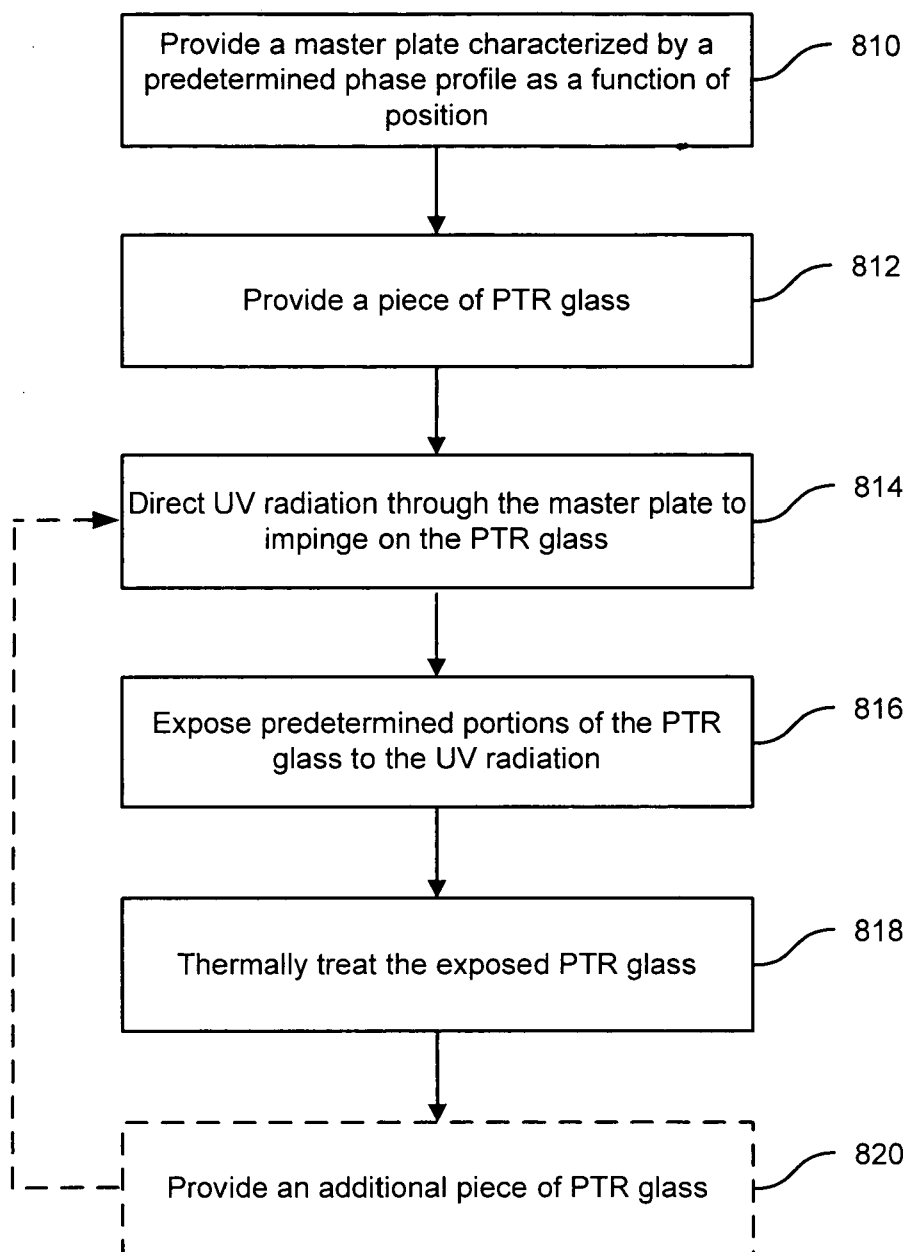 Provide a master plate characterized by a
predetermined phase profile as a function of
position
810
Provide a piece of PTR glass
812
Direct UV radiation through the master plate to
impinge on the PTR glass
814
Expose predetermined portions of the PTR
glass to the UV radiation
816
Thermally treat the exposed PTR glass
818
Provide an additional piece of PTR glass
820